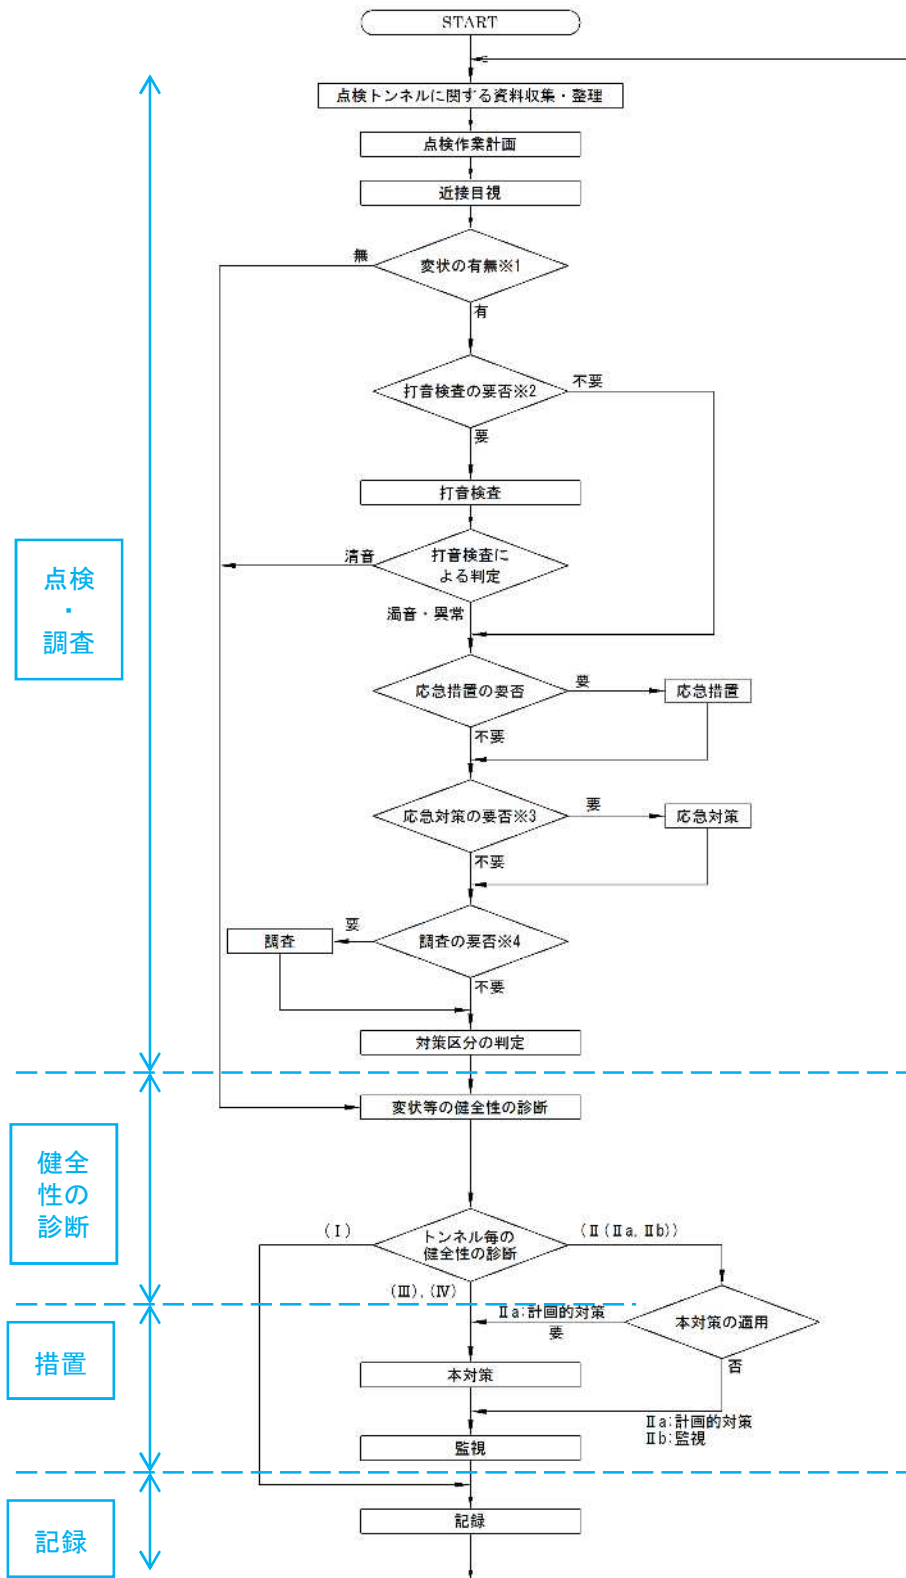 START
点検トンネルに関する資料収集・整理
点検作業計画
近接目視
無
変状の有無※1
有
打音検査の要否※2
不要
要
打音検査
清音
打音検査に
よる判定
濁音・異常
点検
・
調査
応急措置の要否
要
応急措置
不要
応急対策の要否※3
要
応急対策
不要
要
調査
調査の要否※4
不要
対策区分の判定
変状等の健全性の診断
健全
性の
診断
(Ⅰ)
トンネル毎の
健全性の診断
(Ⅱ(Ⅱa,Ⅱb))
(Ⅲ),(Ⅳ)
Ⅱa:計画的対策
要
本対策の適用
措置
本対策
否
Ⅱa:計画的対策
Ⅱb:監視
監視
記録
記録